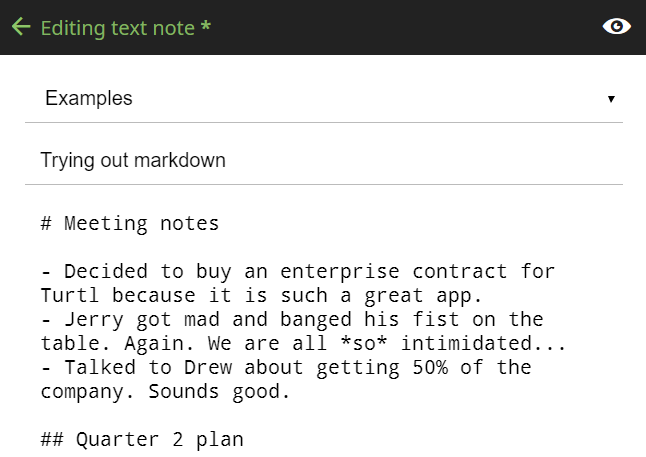 Editing text note *
Examples
Trying out markdown
# Meeting notes
- Decided to buy an enterprise contract for
Turtl because it is such a great app.
- Jerry got mad and banged his fist on the
table. Again. We are all *so* intimidated...
- Talked to Drew about getting 50% of the
company. Sounds good.
## Quarter 2 plan